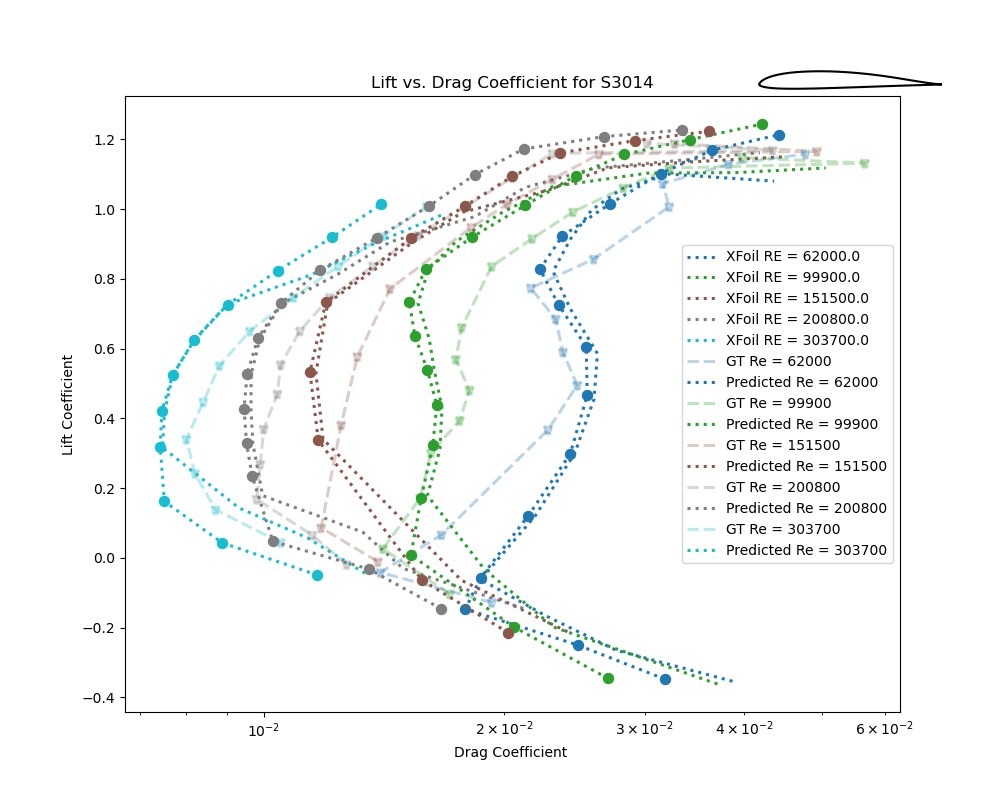 Lift vs. Drag Coefficient for S3014
1.2
1.0
0.8
0.6
0.4
0.2
0.0
−0.2
−0.4
Lift Coefficient
XFoil RE = 62000.0
XFoil RE = 99900.0
XFoil RE = 151500.0
XFoil RE = 200800.0
XFoil RE = 303700.0
GT Re = 62000
Predicted Re = 62000
GT Re = 99900
Predicted Re = 99900
GT Re = 151500
Predicted Re = 151500
GT Re = 200800
Predicted Re = 200800
GT Re = 303700
Predicted Re = 303700
10⁻² 2 × 10⁻² 3 × 10⁻² 4 × 10⁻² 6 × 10⁻²
Drag Coefficient